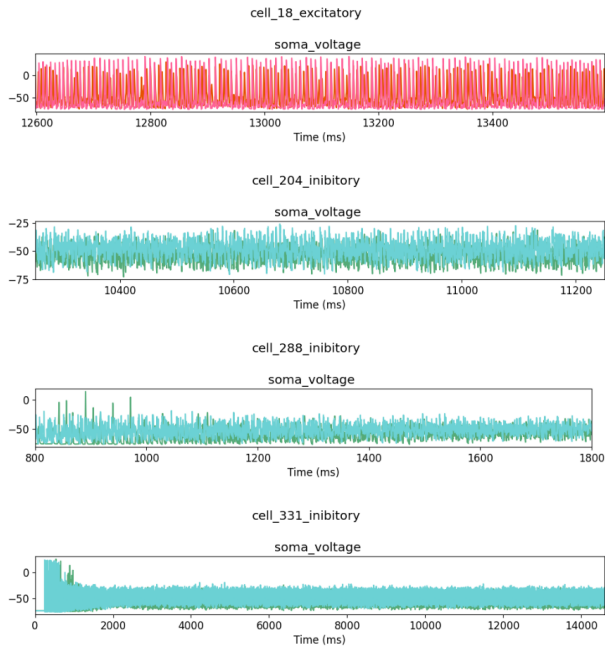 cell_18_excitatory
soma_voltage
0
−50
12600 12800 13000 13200 13400
Time (ms)
cell_204_inibitory
soma_voltage
−25
−50
−75
10400 10600 10800 11000 11200
Time (ms)
cell_288_inibitory
soma_voltage
0
−50
800 1000 1200 1400 1600 1800
Time (ms)
cell_331_inibitory
soma_voltage
0
−50
0 2000 4000 6000 8000 10000 12000 14000
Time (ms)